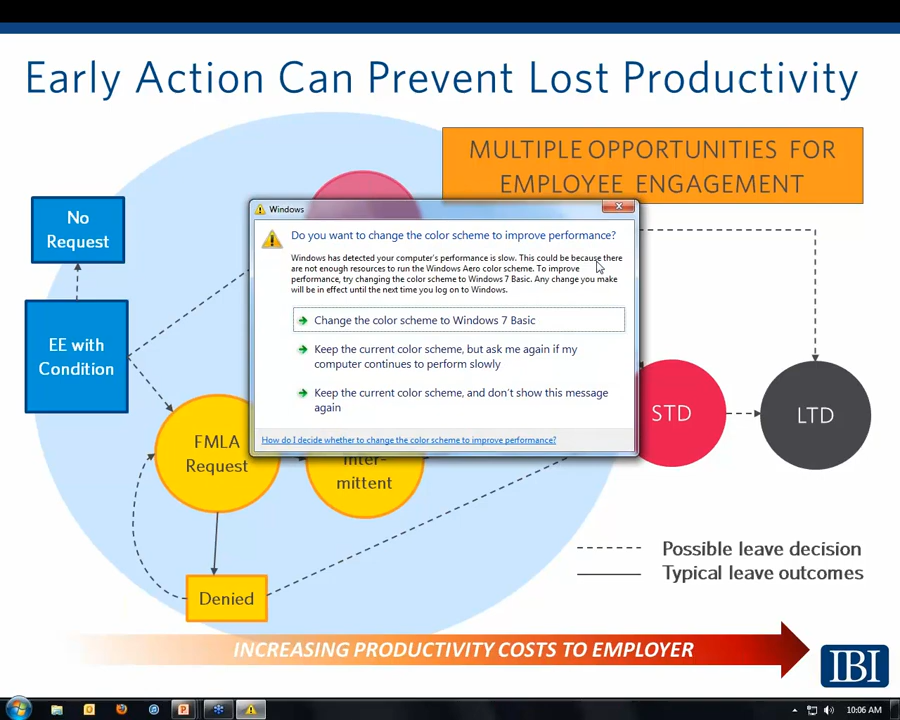 Early Action Can Prevent Lost Productivity
MULTIPLE OPPORTUNITIES FOR
EMPLOYEE ENGAGEMENT
No
Request
EE with
Condition
FMLA
Request
Inter-
mittent
Denied
STD
LTD
Windows
Do you want to change the color scheme to improve performance?
Windows has detected your computer's performance is slow. This could be because there
are not enough resources to run the Windows Aero color scheme. To improve
performance, try changing the color scheme to Windows 7 Basic. Any change you make
will be in effect until the next time you log on to Windows.
Change the color scheme to Windows 7 Basic
Keep the current color scheme, but ask me again if my
computer continues to perform slowly
Keep the current color scheme, and don't show this message
again
How do I decide whether to change the color scheme to improve performance?
Possible leave decision
Typical leave outcomes
INCREASING PRODUCTIVITY COSTS TO EMPLOYER
IBI
10:06 AM